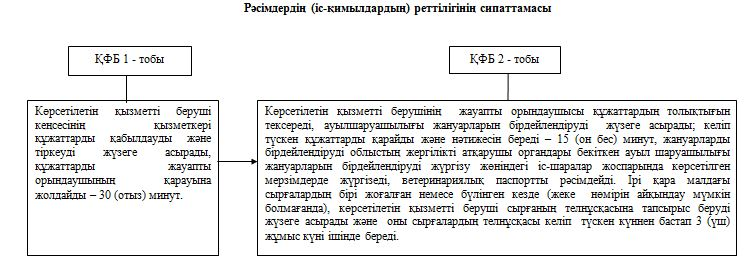 Рәсімдердің (іс-қимылдардың) реттілігінің сипаттамасы
ҚФБ 1 - тобы
ҚФБ 2 - тобы
Көрсетілетін қызметті беруші
кеңсесінің қызметкері
құжаттарды қабылдауды және
тіркеуді жүзеге асырады,
құжаттарды жауапты
орындаушының қарауына
жолдайды – 30 (отыз) минут.
Көрсетілетін қызметті берушінің жауапты орындаушысы құжаттардың толықтығын
тексереді, ауылшаруашылығы жануарларын бірдейлендіруді жүзеге асырады; келіп
түскен құжаттарды қарайды және нәтижесін береді – 15 (он бес) минут, жануарларды
бірдейлендіруді облыстың жергілікті атқарушы органдары бекіткен ауыл шаруашылығы
жануарларын бірдейлендіруді жүргізу жөніндегі іс-шаралар жоспарында көрсетілген
мерзімдерде жүргізеді, ветеринариялық паспортты рәсімдейді. Ірі қара малдағы
сырғалардың бірі жоғалған немесе бүлінген кезде (жеке нөмірін айқындау мүмкін
болмағанда), көрсетілетін қызметті беруші сырғаның телнұсқасына тапсырыс беруді
жүзеге асырады және оны сырғалардың телнұсқасы келіп түскен күннен бастап 3 (үш)
жұмыс күні ішінде береді.